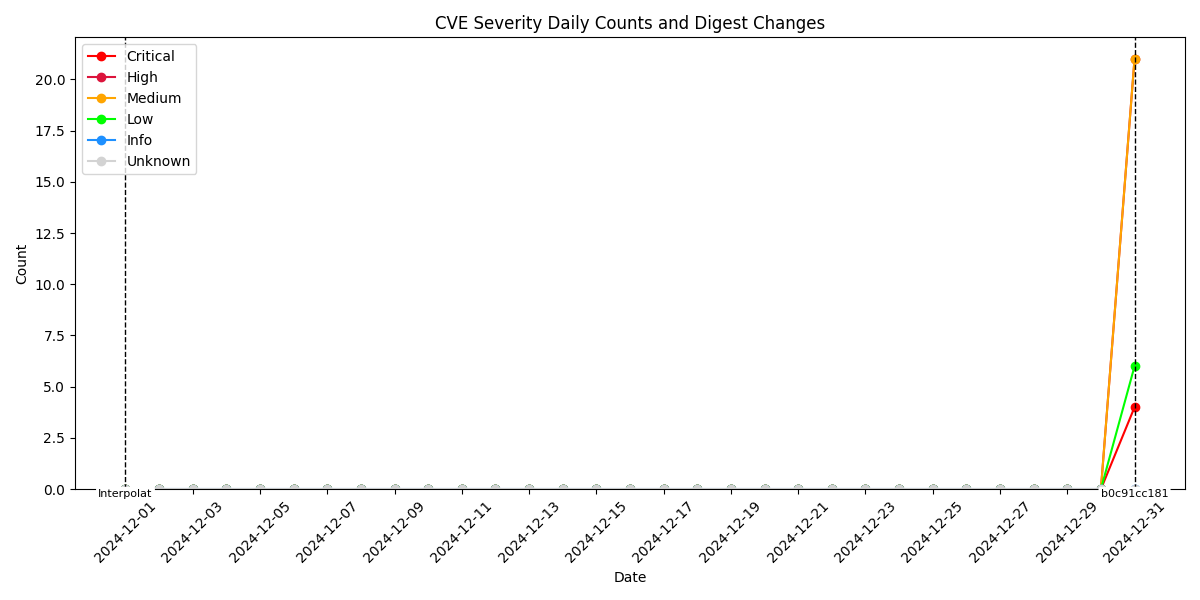 CVE Severity Daily Counts and Digest Changes
Critical
High
Medium
Low
Info
Unknown
Count
20.0
17.5
15.0
12.5
10.0
7.5
5.0
2.5
0.0
Interpolat
b0c91cc181
2024-12-01
2024-12-03
2024-12-05
2024-12-07
2024-12-09
2024-12-11
2024-12-13
2024-12-15
2024-12-17
2024-12-19
2024-12-21
2024-12-23
2024-12-25
2024-12-27
2024-12-29
2024-12-31
Date